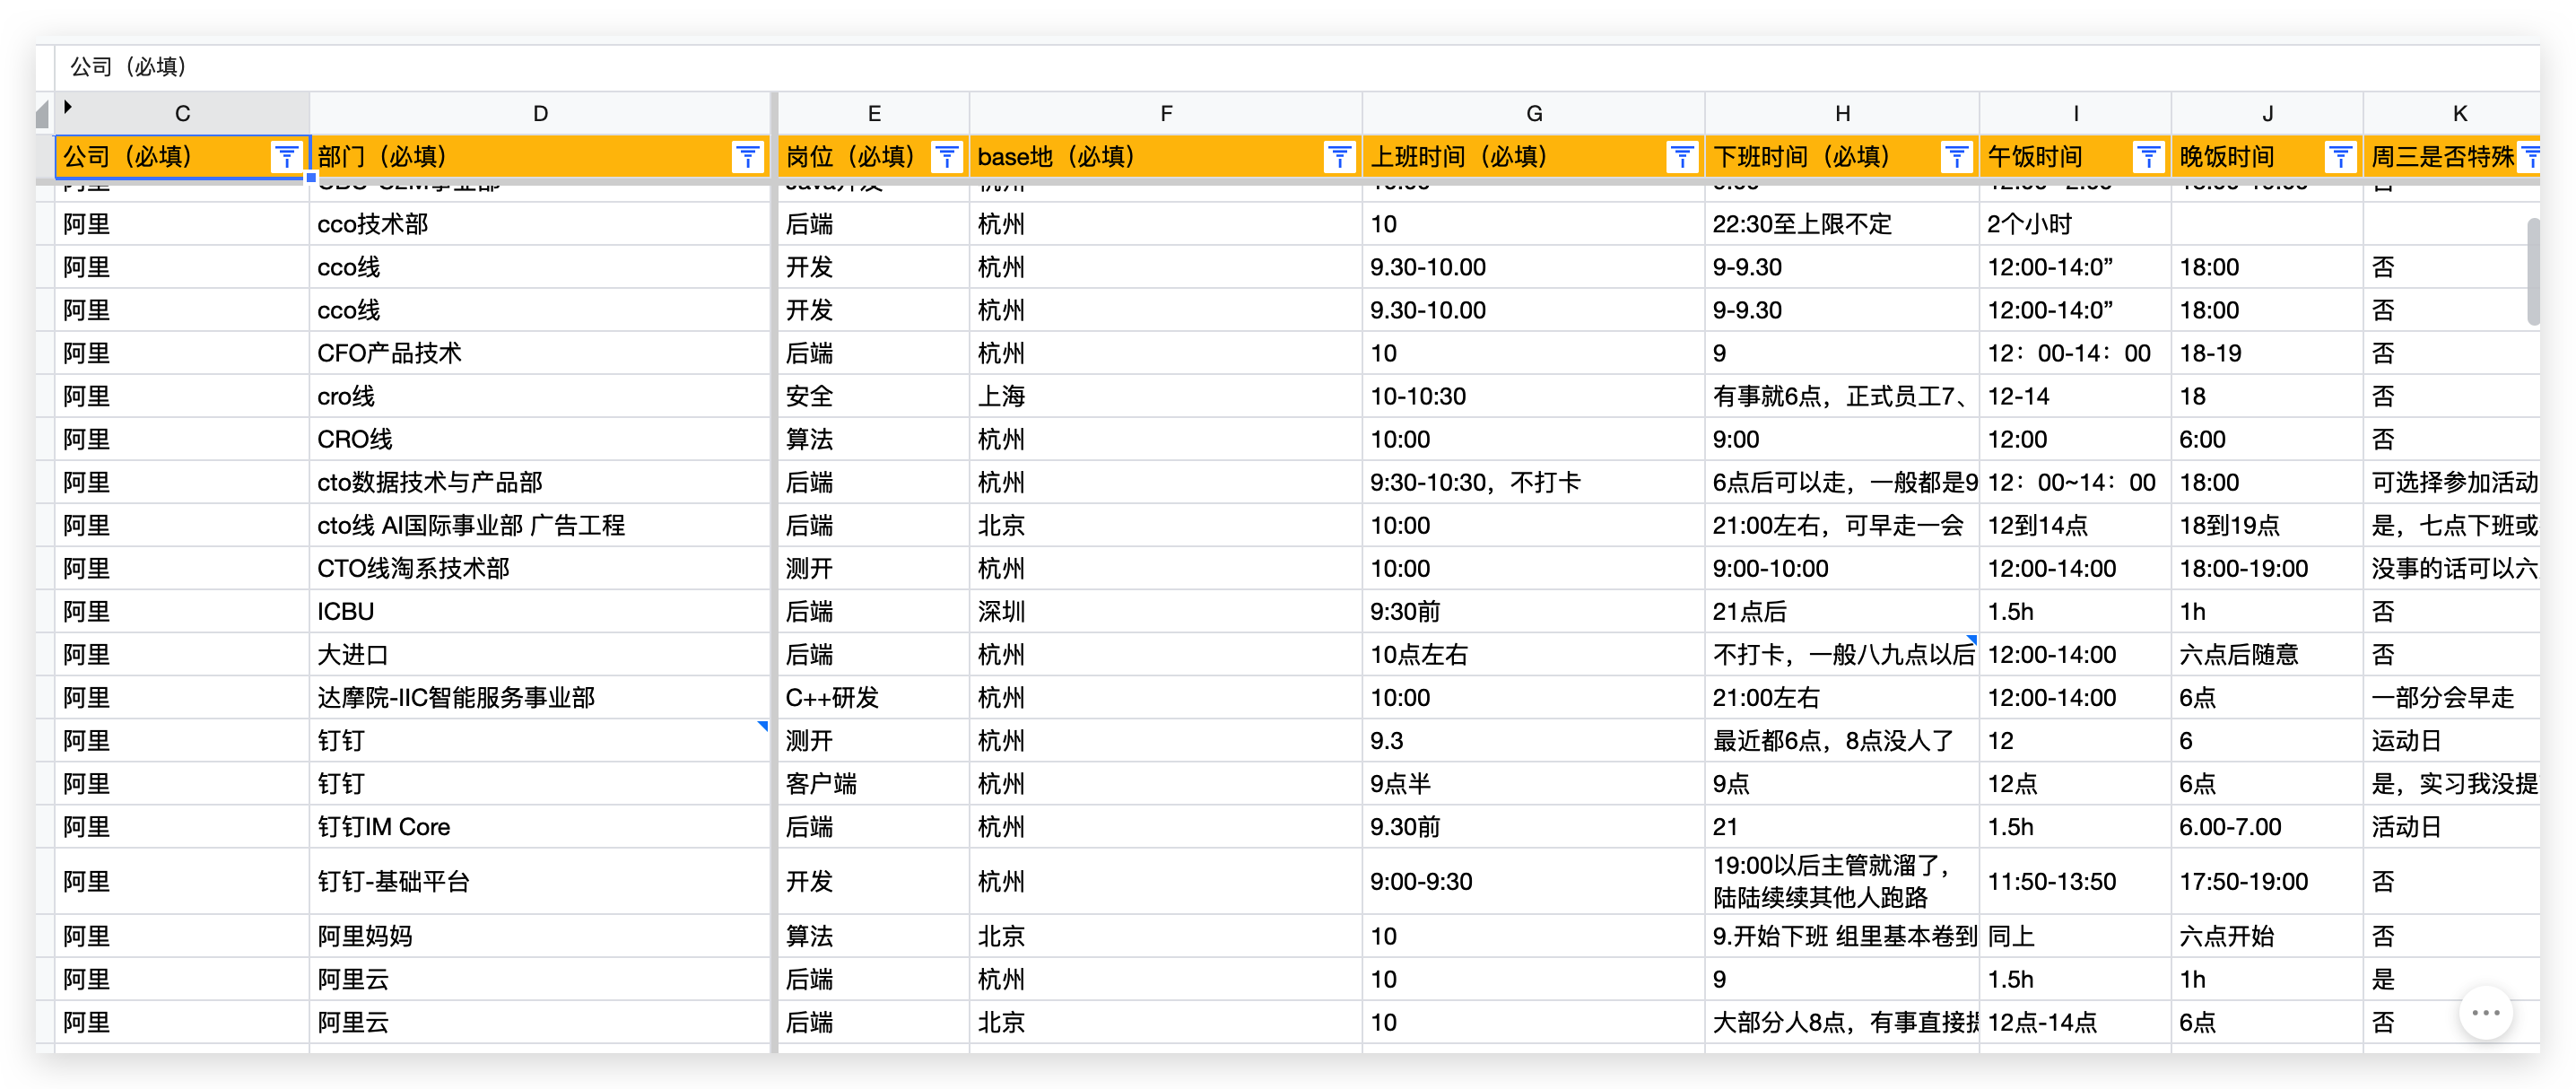 公司（必填）
C D E F G H I J K
公司（必填） 部门（必填） 岗位（必填） base地（必填） 上班时间（必填） 下班时间（必填） 午饭时间 晚饭时间 周三是否特殊
阿里 cco技术部 后端 杭州 10 22:30至上限不定 2个小时
阿里 cco线 开发 杭州 9.30-10.00 9-9.30 12:00-14:0” 18:00 否
阿里 cco线 开发 杭州 9.30-10.00 9-9.30 12:00-14:0” 18:00 否
阿里 CFO产品技术 后端 杭州 10 9 12：00-14：00 18-19 否
阿里 cro线 安全 上海 10-10:30 有事就6点，正式员工7、 12-14 18 否
阿里 CRO线 算法 杭州 10:00 9:00 12:00 6:00 否
阿里 cto数据技术与产品部 后端 杭州 9:30-10:30，不打卡 6点后可以走，一般都是9 12：00~14：00 18:00 可选择参加活动
阿里 cto线 AI国际事业部 广告工程 后端 北京 10:00 21:00左右，可早走一会 12到14点 18到19点 是，七点下班或
阿里 CTO线淘系技术部 测开 杭州 10:00 9:00-10:00 12:00-14:00 18:00-19:00 没事的话可以六
阿里 ICBU 后端 深圳 9:30前 21点后 1.5h 1h 否
阿里 大进口 后端 杭州 10点左右 不打卡，一般八九点以后 12:00-14:00 六点后随意 否
阿里 达摩院-IIC智能服务事业部 C++研发 杭州 10:00 21:00左右 12:00-14:00 6点 一部分会早走
阿里 钉钉 测开 杭州 9.3 最近都6点，8点没人了 12 6 运动日
阿里 钉钉 客户端 杭州 9点半 9点 12点 6点 是，实习我没提
阿里 钉钉IM Core 后端 杭州 9.30前 21 1.5h 6.00-7.00 活动日
阿里 钉钉-基础平台 开发 杭州 9:00-9:30 19:00以后主管就溜了， 11:50-13:50 17:50-19:00 否
陆陆续续其他人跑路
阿里 阿里妈妈 算法 北京 10 9.开始下班 组里基本卷到 同上 六点开始 否
阿里 阿里云 后端 杭州 10 9 1.5h 1h 是
阿里 阿里云 后端 北京 10 大部分人8点，有事直接 12点-14点 6点 否